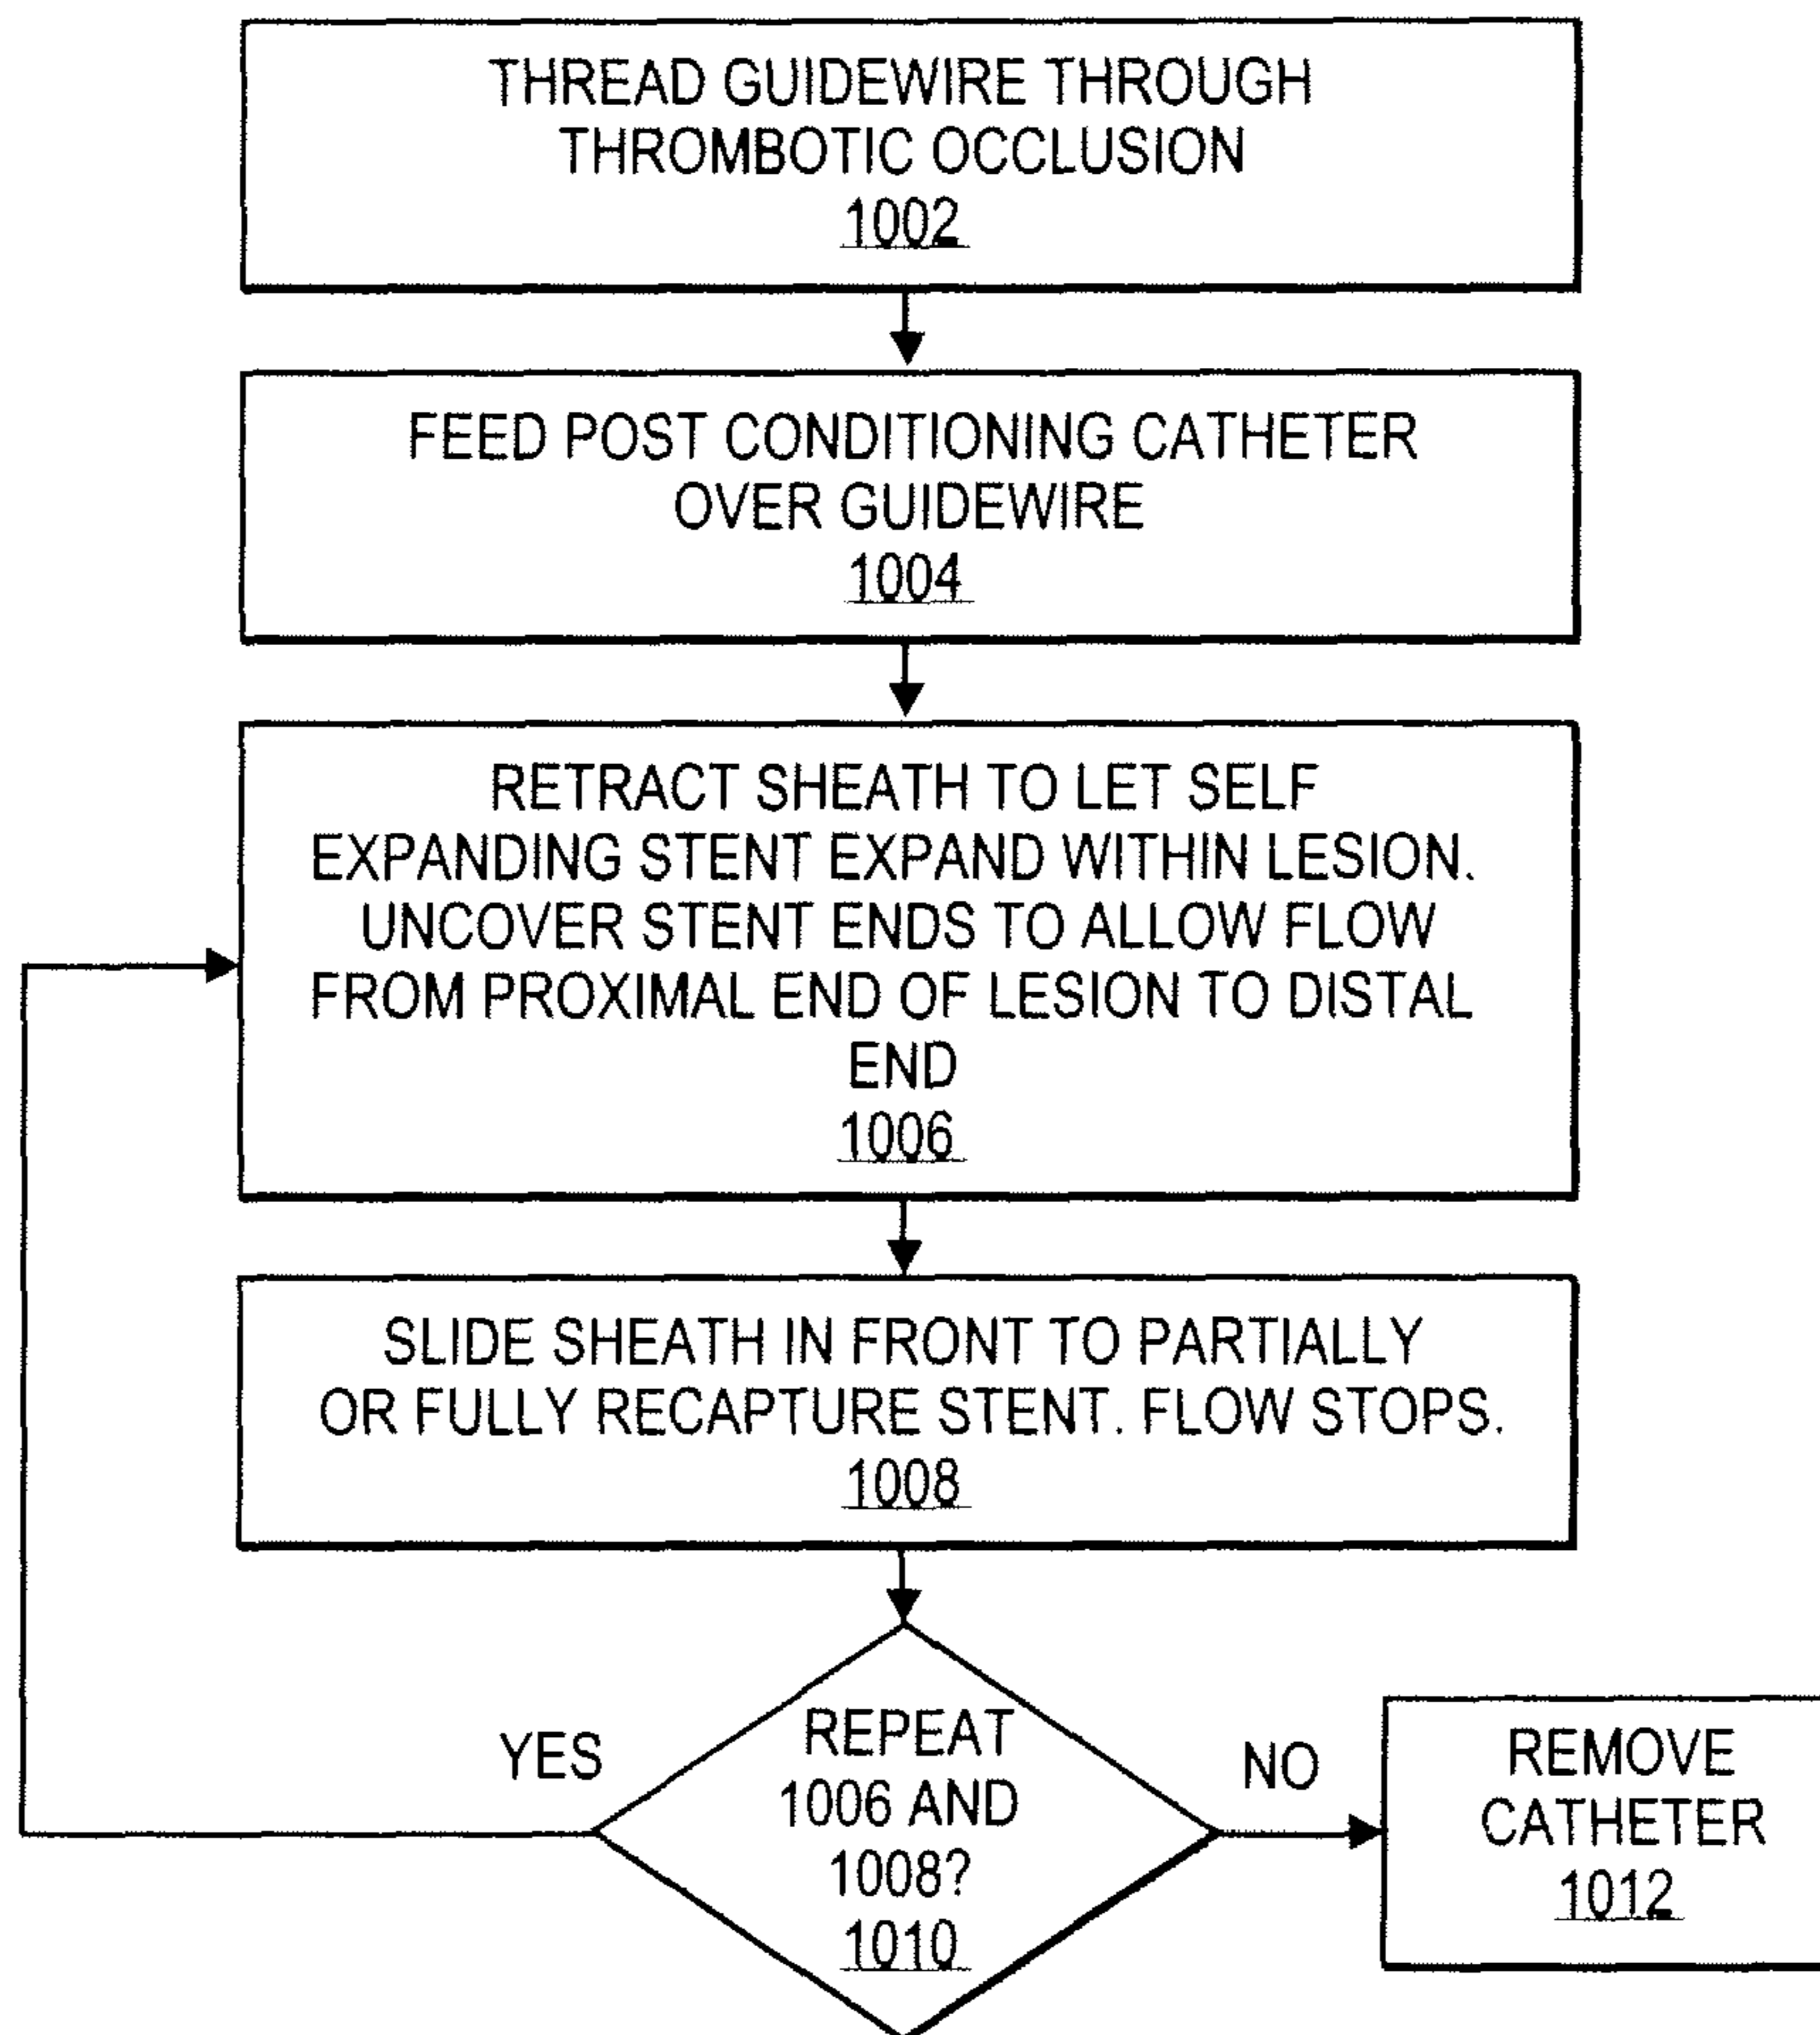 THREAD GUIDEWIRE THROUGH
THROMBOTIC OCCLUSION
1002
FEED POST CONDITIONING CATHETER
OVER GUIDEWIRE
1004
RETRACT SHEATH TO LET SELF
EXPANDING STENT EXPAND WITHIN LESION.
UNCOVER STENT ENDS TO ALLOW FLOW
FROM PROXIMAL END OF LESION TO DISTAL
END
1006
SLIDE SHEATH IN FRONT TO PARTIALLY
OR FULLY RECAPTURE STENT. FLOW STOPS.
1008
REPEAT
1006 AND
1008?
1010
YES
NO
REMOVE
CATHETER
1012